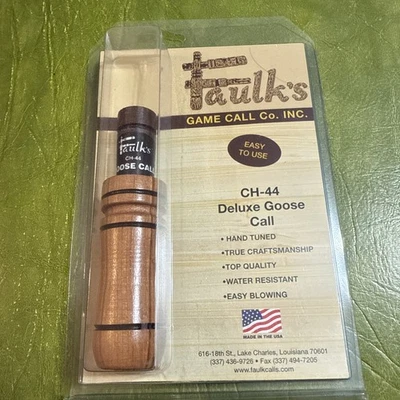 Faulk's
GAME CALL Co. INC.
EASY
TO USE
CH-44
Deluxe Goose
Call
•HAND TUNED
•TRUE CRAFTSMANSHIP
•TOP QUALITY
•WATER RESISTANT
•EASY BLOWING
MADE IN THE USA
616-18th St., Lake Charles, Louisiana 70601
(337) 436-9726 • Fax (337) 494-7205
www.faulkcalls.com
Faulk's
CH-44
GOOSE CALL